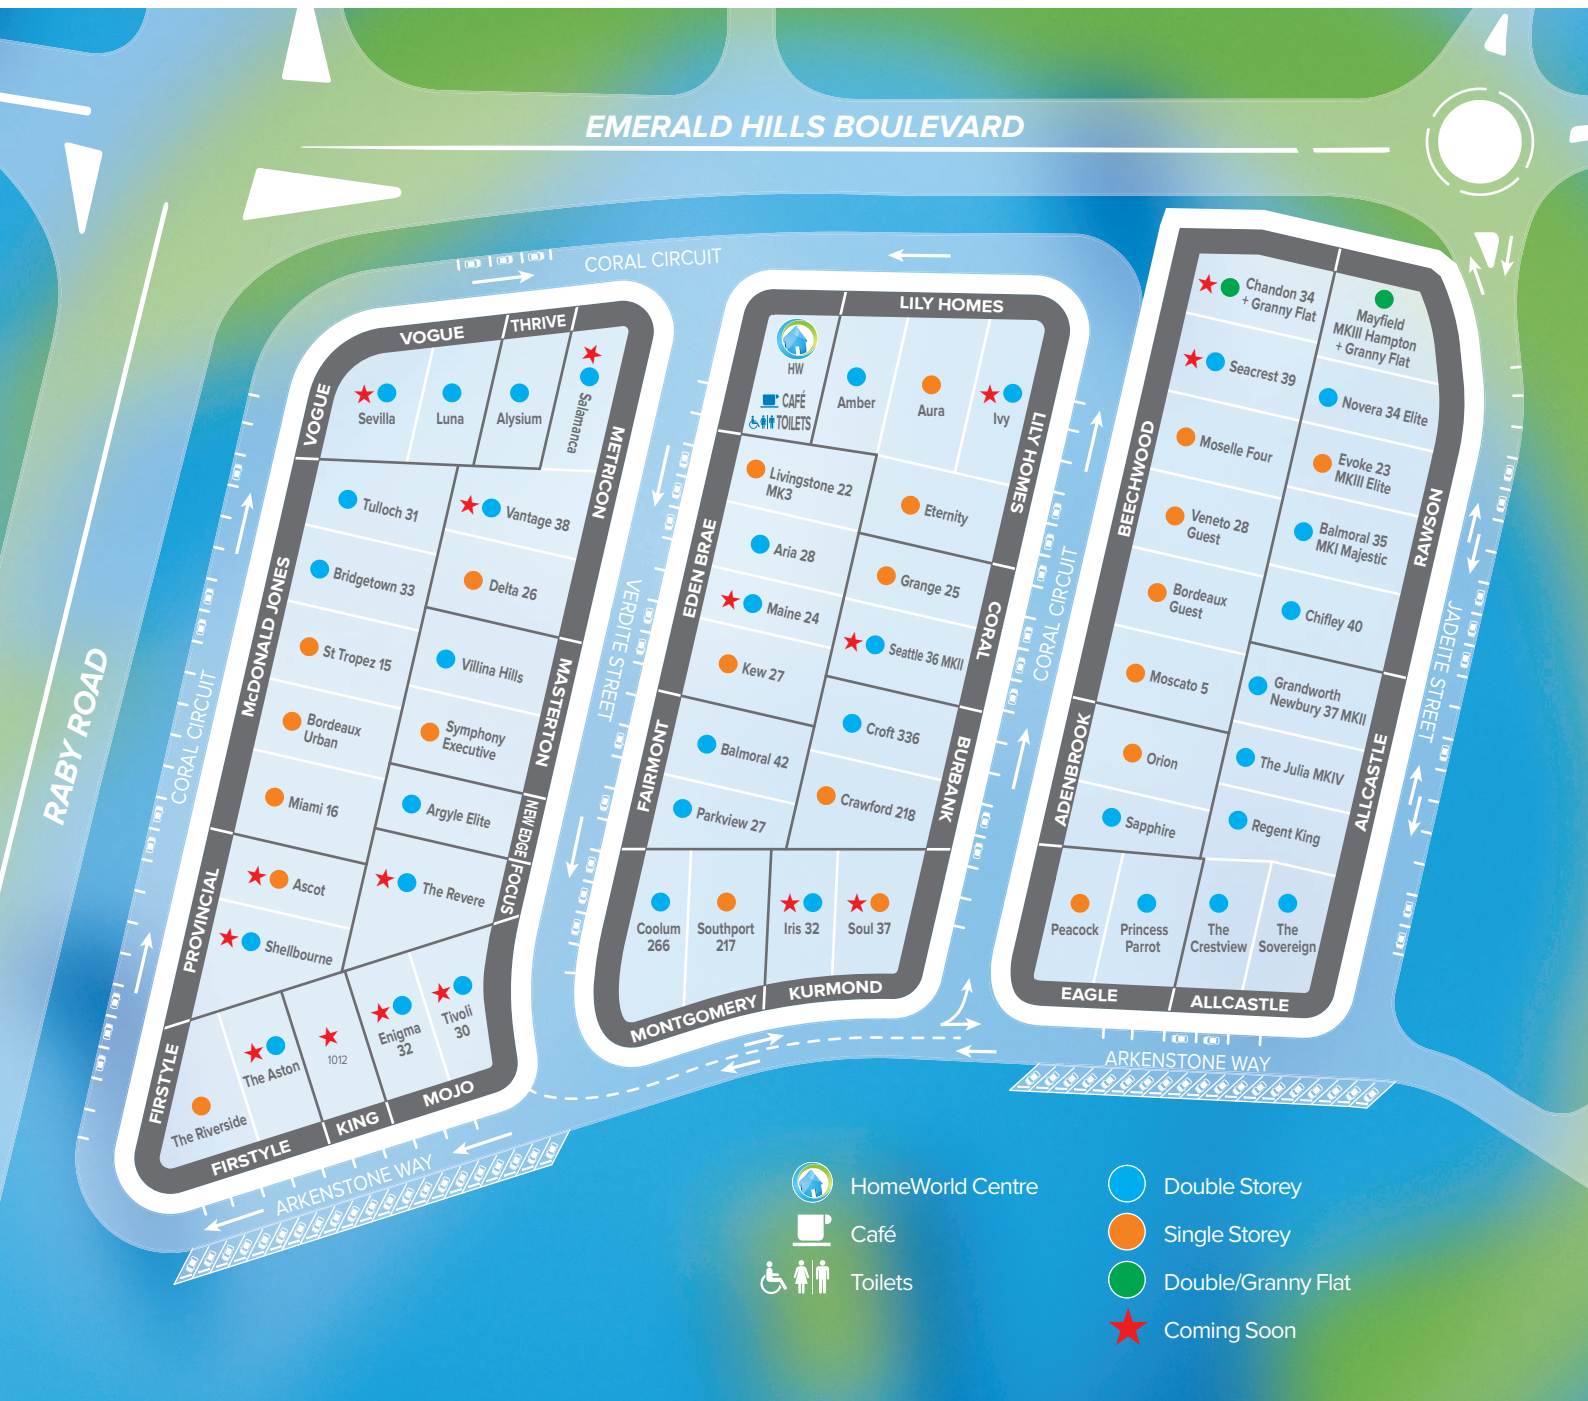 EMERALD HILLS BOULEVARD
RABY ROAD
CORAL CIRCUIT
CORAL CIRCUIT
VERDITE STREET
CORAL CIRCUIT
JADEITE STREET
ARKENSTONE WAY
ARKENSTONE WAY
VOGUE
THRIVE
VOGUE
Sevilla
Luna
Alysium
Salamanca
METRICON
McDONALD JONES
Tulloch 31
Vantage 38
Bridgetown 33
Delta 26
St Tropez 15
Villina Hills
MASTERTON
Bordeaux
Urban
Symphony
Executive
Miami 16
Argyle Elite
NEW EDGE
PROVINCIAL
Ascot
The Revere
FOCUS
Shellbourne
FIRSTYLE
The Riverside
The Aston
1012
Enigma
32
Tivoli
30
FIRSTYLE
KING
MOJO
LILY HOMES
HW
CAFÉ
TOILETS
Amber
Aura
Ivy
LILY HOMES
EDEN BRAE
Livingstone 22
MK3
Eternity
Aria 28
Grange 25
CORAL
Maine 24
Seattle 36 MKII
Kew 27
FAIRMONT
Balmoral 42
Croft 336
BURBANK
Parkview 27
Crawford 218
Coolum
266
Southport
217
Iris 32
Soul 37
MONTGOMERY
KURMOND
Chandon 34
+ Granny Flat
Mayfield
MKIII Hampton
+ Granny Flat
Seacrest 39
Novera 34 Elite
BEECHWOOD
Moselle Four
Evoke 23
MKIII Elite
RAWSON
Veneto 28
Guest
Balmoral 35
MKI Majestic
Bordeaux
Guest
Chifley 40
Moscato 5
Grandworth
Newbury 37 MKII
ADENBROOK
Orion
The Julia MKIV
ALLCASTLE
Sapphire
Regent King
Peacock
Princess
Parrot
The
Crestview
The
Sovereign
EAGLE
ALLCASTLE
HomeWorld Centre
Café
Toilets
Double Storey
Single Storey
Double/Granny Flat
Coming Soon